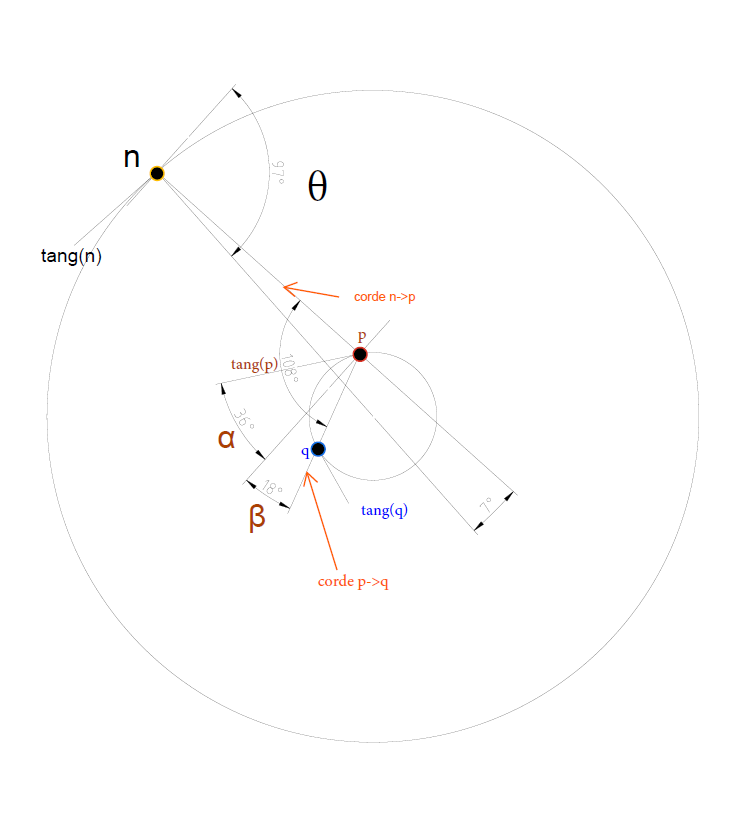 n
97°
θ
tang(n)
corde n->p
p
tang(p)
108°
36°
α
q
18°
7°
β
tang(q)
corde p->q